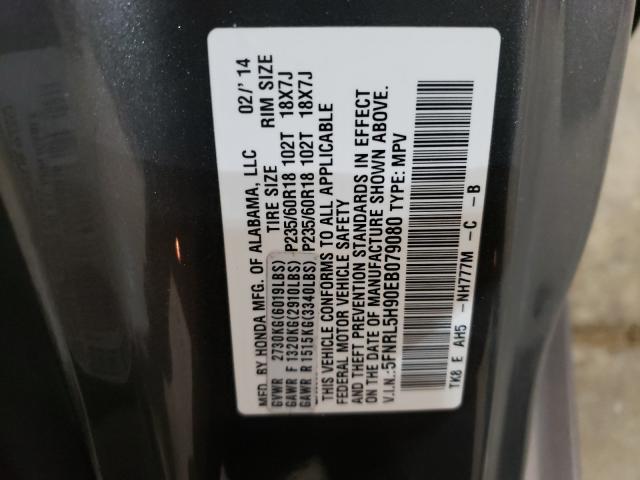 MFD. BY HONDA MFG. OF ALABAMA, LLC 02/'14
TIRE SIZE RIM SIZE
GVWR 2730KG(6019LBS)
GAWR F 1320KG(2910LBS) P235/60R18 102T 18X7J
GAWR R 1515KG(3340LBS) P235/60R18 102T 18X7J
THIS VEHICLE CONFORMS TO ALL APPLICABLE
FEDERAL MOTOR VEHICLE SAFETY
AND THEFT PREVENTION STANDARDS IN EFFECT
ON THE DATE OF MANUFACTURE SHOWN ABOVE.
V.I.N.:5FNRL5H90EB079080 TYPE: MPV
TK8 E AH5- NH777M -C -B